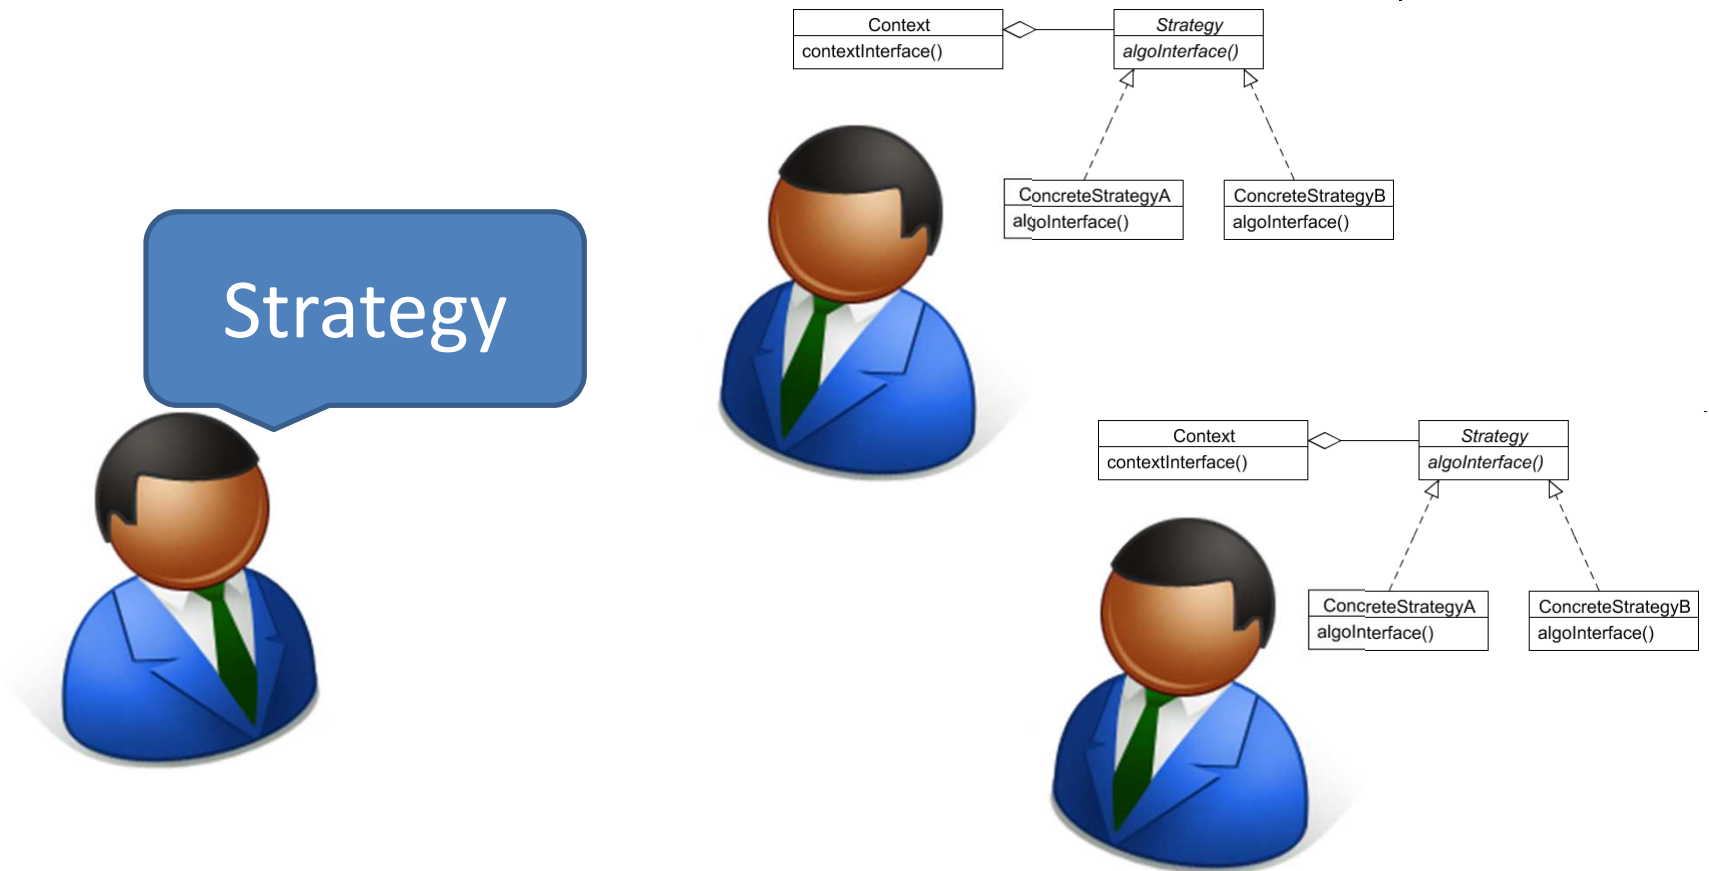 Strategy
Context
contextInterface()
Strategy
algoInterface()
ConcreteStrategyA
algoInterface()
ConcreteStrategyB
algoInterface()
Context
contextInterface()
Strategy
algoInterface()
ConcreteStrategyA
algoInterface()
ConcreteStrategyB
algoInterface()